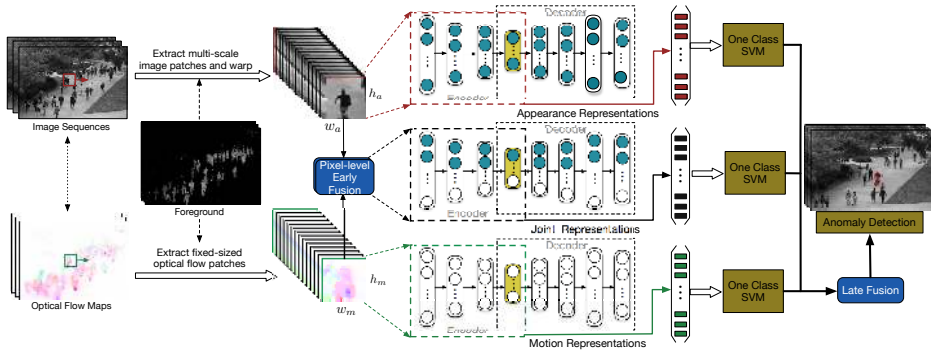 Decoder
One Class
SVM
Extract multi-scale
image patches and warp
h_a
Image Sequences
w_a
Encoder
Appearance Representations
Decoder
Pixel-level
Early
Fusion
One Class
SVM
Foreground
Encoder
Joint Representations
Anomaly Detection
Decoder
Extract fixed-sized
optical flow patches
h_m
One Class
SVM
Late Fusion
Optical Flow Maps
w_m
Encoder
Motion Representations